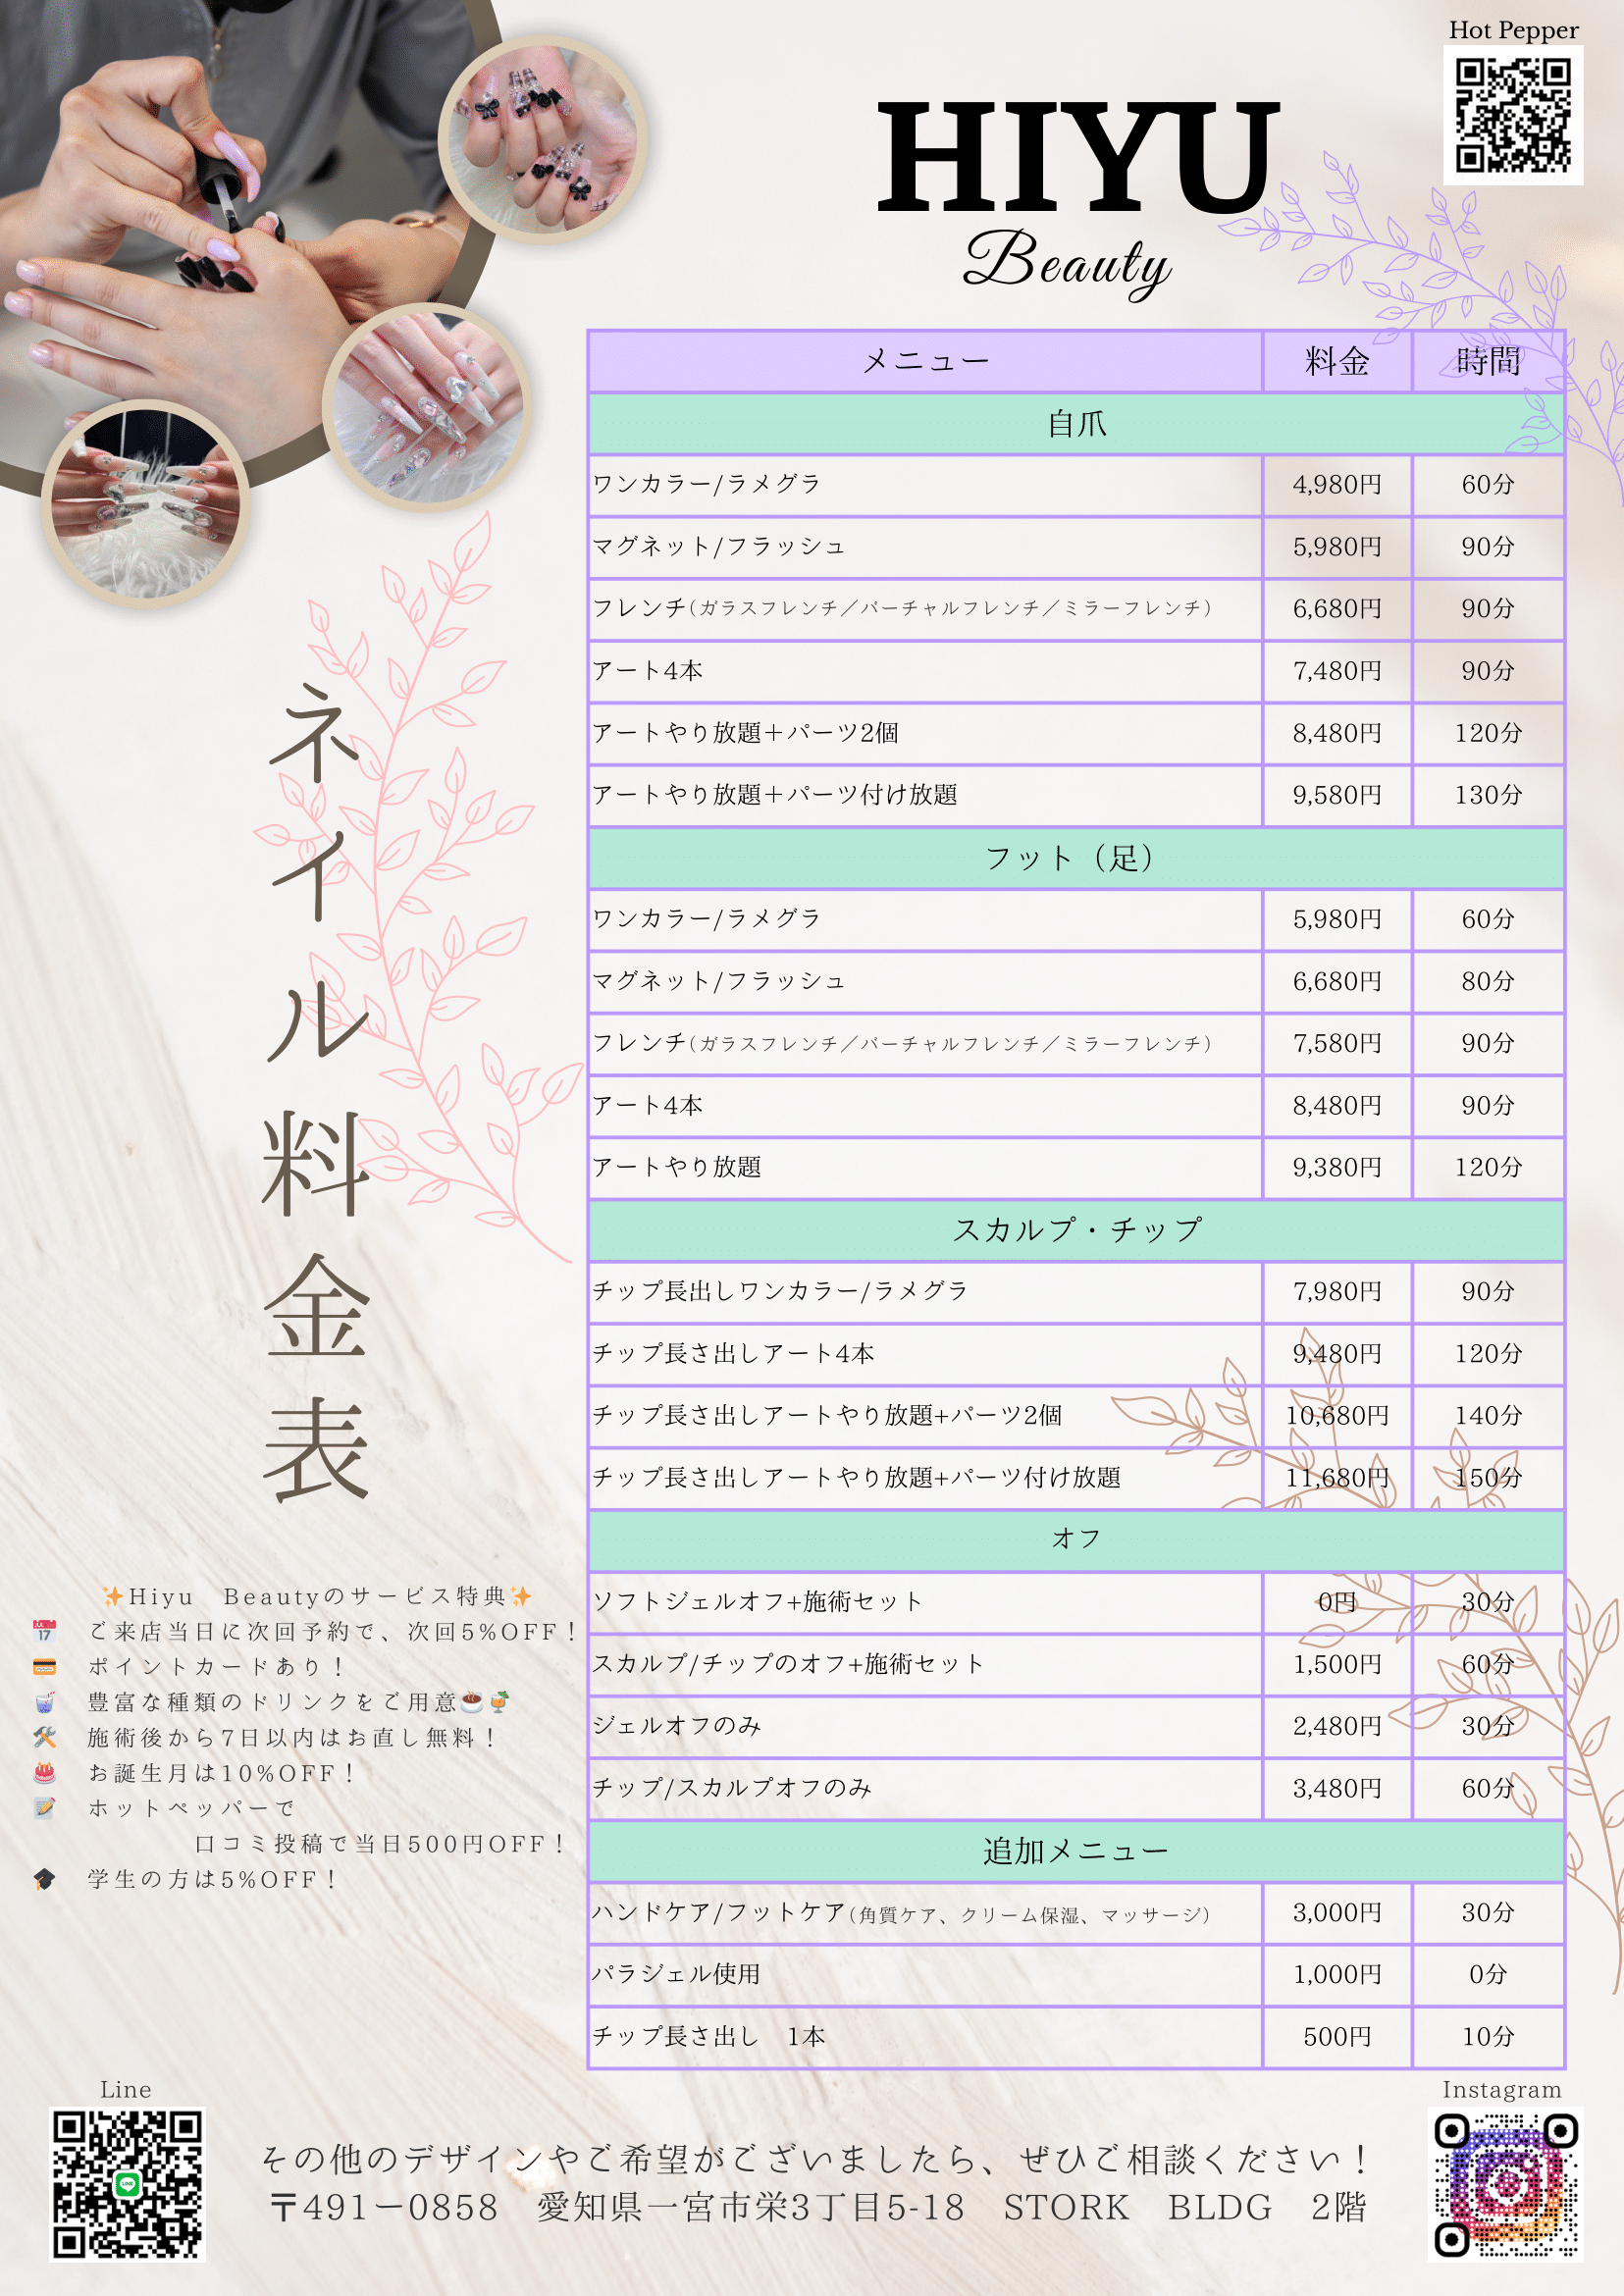 Hot Pepper
HIYU
Beauty
メニュー 料金 時間
自爪
ワンカラー/ラメグラ 4,980円 60分
マグネット/フラッシュ 5,980円 90分
フレンチ(ガラスフレンチ／バーチャルフレンチ／ミラーフレンチ) 6,680円 90分
アート4本 7,480円 90分
アートやり放題＋パーツ2個 8,480円 120分
アートやり放題＋パーツ付け放題 9,580円 130分
フット（足）
ワンカラー/ラメグラ 5,980円 60分
マグネット/フラッシュ 6,680円 80分
フレンチ(ガラスフレンチ／バーチャルフレンチ／ミラーフレンチ) 7,580円 90分
アート4本 8,480円 90分
アートやり放題 9,380円 120分
スカルプ・チップ
チップ長出しワンカラー/ラメグラ 7,980円 90分
チップ長さ出しアート4本 9,480円 120分
チップ長さ出しアートやり放題+パーツ2個 10,680円 140分
チップ長さ出しアートやり放題+パーツ付け放題 11,680円 150分
オフ
ソフトジェルオフ+施術セット 0円 30分
スカルプ/チップのオフ+施術セット 1,500円 60分
ジェルオフのみ 2,480円 30分
チップ/スカルプオフのみ 3,480円 60分
追加メニュー
ハンドケア/フットケア(角質ケア、クリーム保湿、マッサージ) 3,000円 30分
パラジェル使用 1,000円 0分
チップ長さ出し　1本 500円 10分
ネイル料金表
✨Hiyu　Beautyのサービス特典✨
📅 ご来店当日に次回予約で、次回5%OFF！
💳 ポイントカードあり！
🧋 豊富な種類のドリンクをご用意☕🍹
🛠 施術後から7日以内はお直し無料！
🎂 お誕生月は10%OFF！
📝 ホットペッパーで
口コミ投稿で当日500円OFF！
🎓 学生の方は5%OFF！
Line
Instagram
その他のデザインやご希望がございましたら、ぜひご相談ください！
〒491ー0858　愛知県一宮市栄3丁目5-18　STORK　BLDG　2階